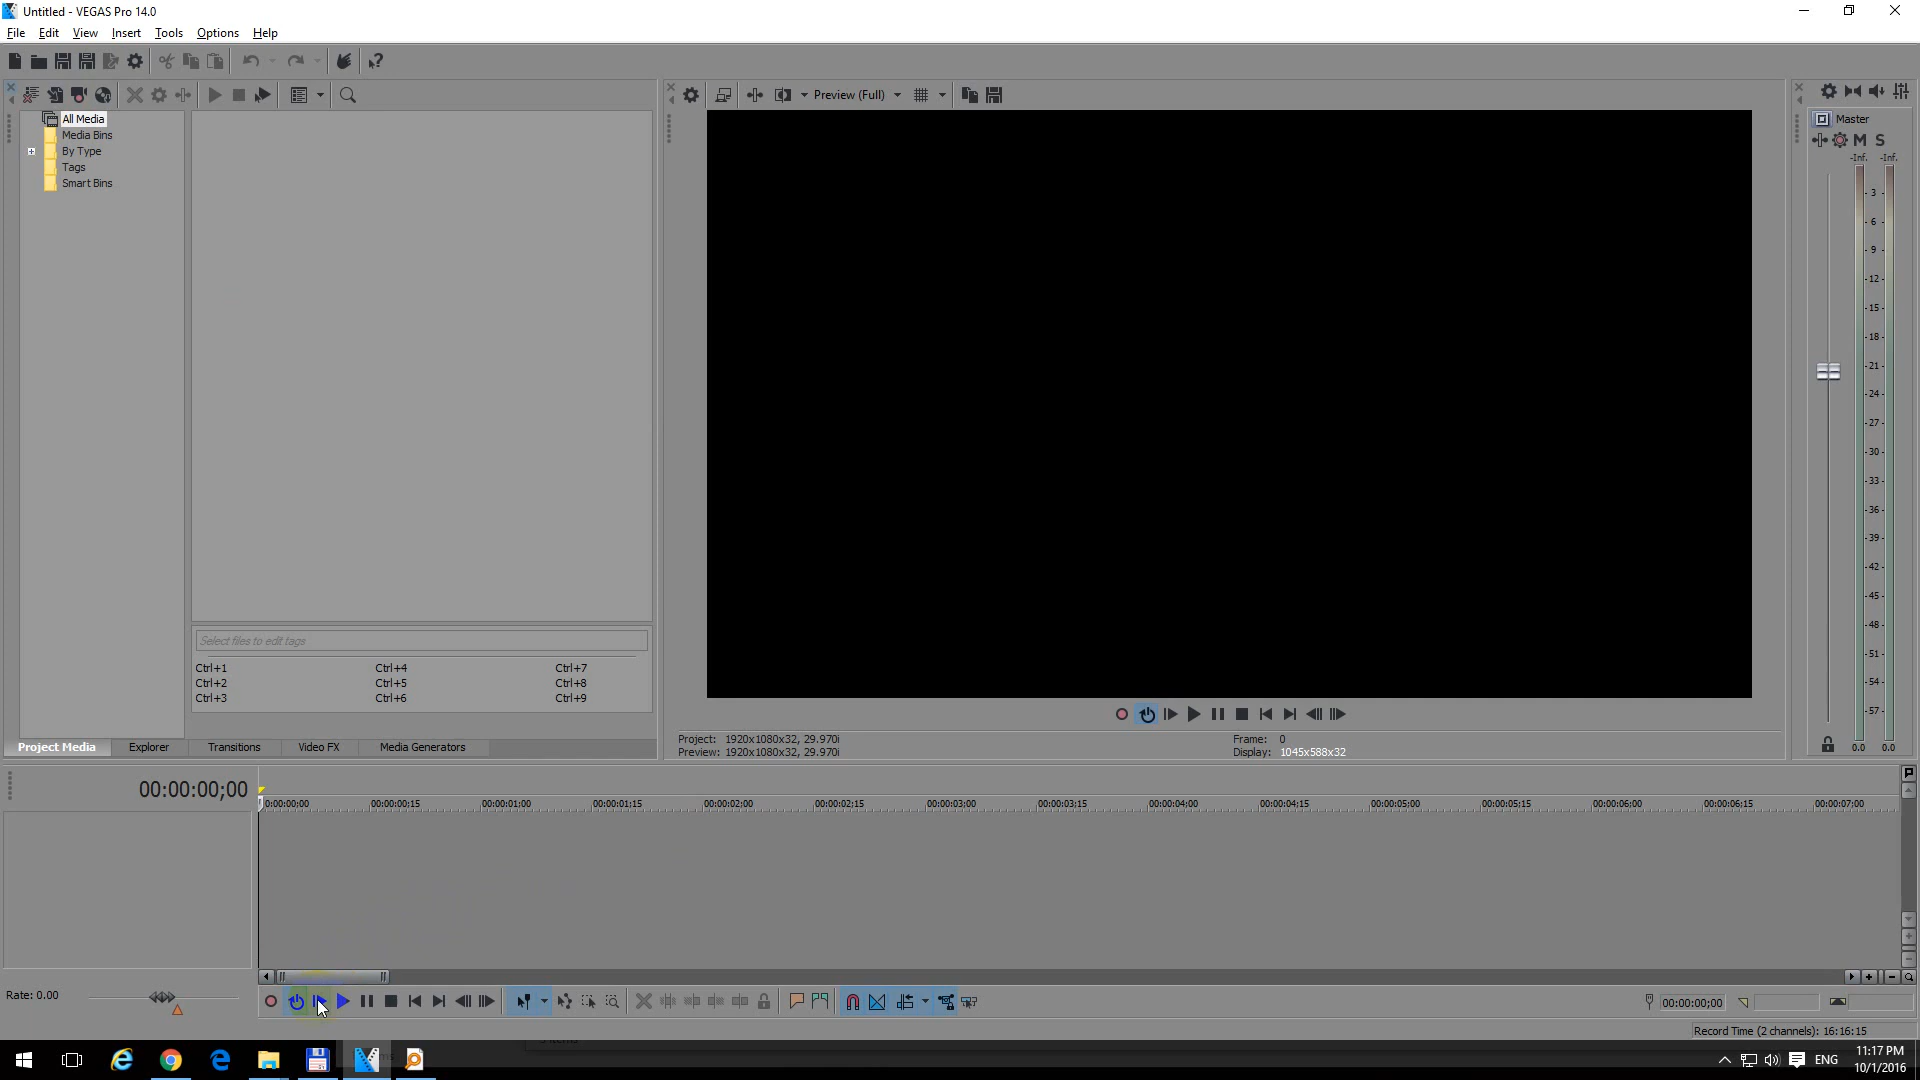 Untitled - VEGAS Pro 14.0
File Edit View Insert Tools Options Help
Preview (Full)
All Media
Media Bins
By Type
Tags
Smart Bins
Master
M S
-Inf. -Inf.
3
6
9
12
15
18
21
24
27
30
33
36
39
42
45
48
51
54
57
0.0 0.0
Select files to edit tags
Ctrl+1 Ctrl+4 Ctrl+7
Ctrl+2 Ctrl+5 Ctrl+8
Ctrl+3 Ctrl+6 Ctrl+9
Project Media Explorer Transitions Video FX Media Generators
Project: 1920x1080x32, 29.970i
Preview: 1920x1080x32, 29.970i
Frame: 0
Display: 1045x588x32
00:00:00;00
0:00:00;00 00:00:00;15 00:00:01;00 00:00:01;15 00:00:02;00 00:00:02;15 00:00:03;00 00:00:03;15 00:00:04;00 00:00:04;15 00:00:05;00 00:00:05;15 00:00:06;00 00:00:06;15 00:00:07;00
Rate: 0.00
00:00:00;00
Record Time (2 channels): 16:16:15
ENG
11:17 PM
10/1/2016